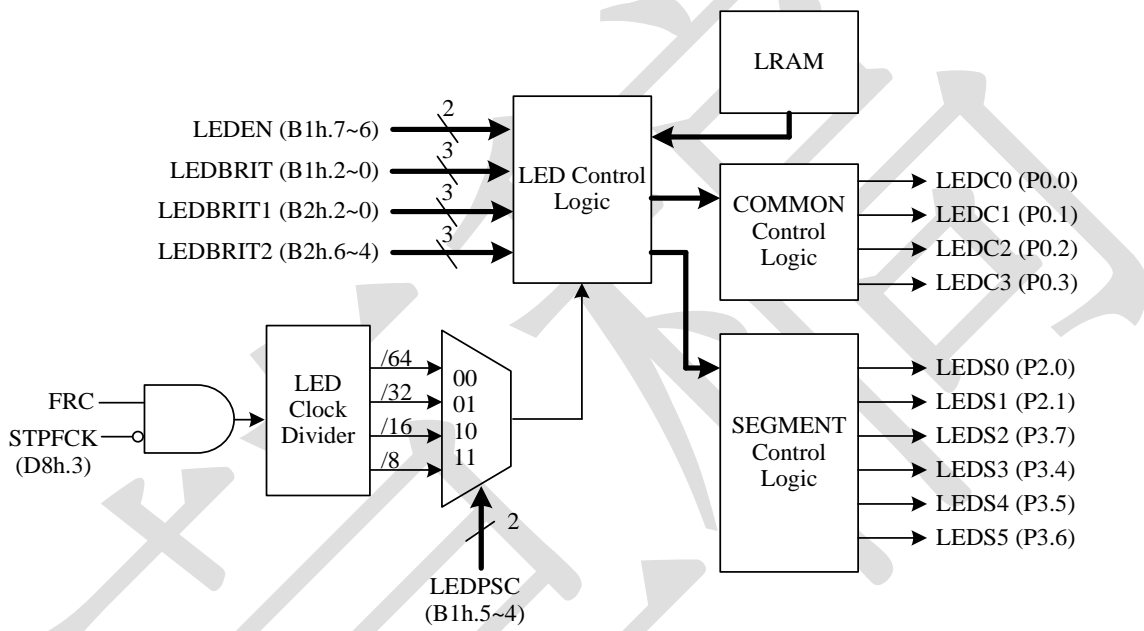 LRAM
LEDEN (B1h.7~6)
2
LEDBRIT (B1h.2~0)
3
LEDBRIT1 (B2h.2~0)
3
LEDBRIT2 (B2h.6~4)
3
LED Control
Logic
COMMON
Control
Logic
LEDC0 (P0.0)
LEDC1 (P0.1)
LEDC2 (P0.2)
LEDC3 (P0.3)
FRC
STPFCK
(D8h.3)
LED
Clock
Divider
/64
/32
/16
/8
00
01
10
11
2
LEDPSC
(B1h.5~4)
SEGMENT
Control
Logic
LEDS0 (P2.0)
LEDS1 (P2.1)
LEDS2 (P3.7)
LEDS3 (P3.4)
LEDS4 (P3.5)
LEDS5 (P3.6)